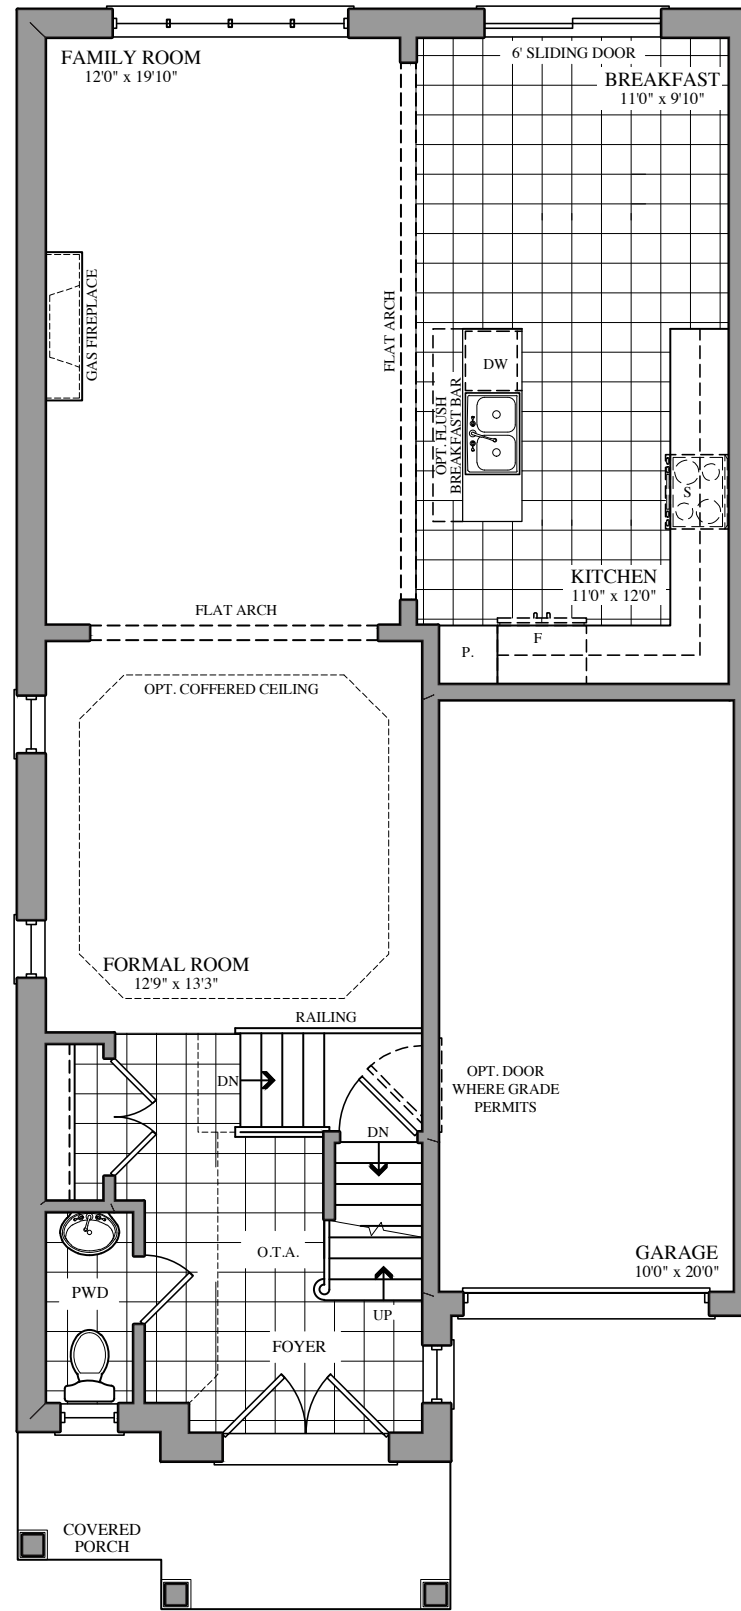 6' SLIDING DOOR
FAMILY ROOM
12'0" x 19'10"
BREAKFAST
11'0" x 9'10"
GAS FIREPLACE
FLAT ARCH
OPT. FLUSH
BREAKFAST BAR
DW
S
KITCHEN
11'0" x 12'0"
FLAT ARCH
P.
F
OPT. COFFERED CEILING
FORMAL ROOM
12'9" x 13'3"
RAILING
DN
OPT. DOOR
WHERE GRADE
PERMITS
DN
O.T.A.
GARAGE
10'0" x 20'0"
PWD
UP
FOYER
COVERED
PORCH